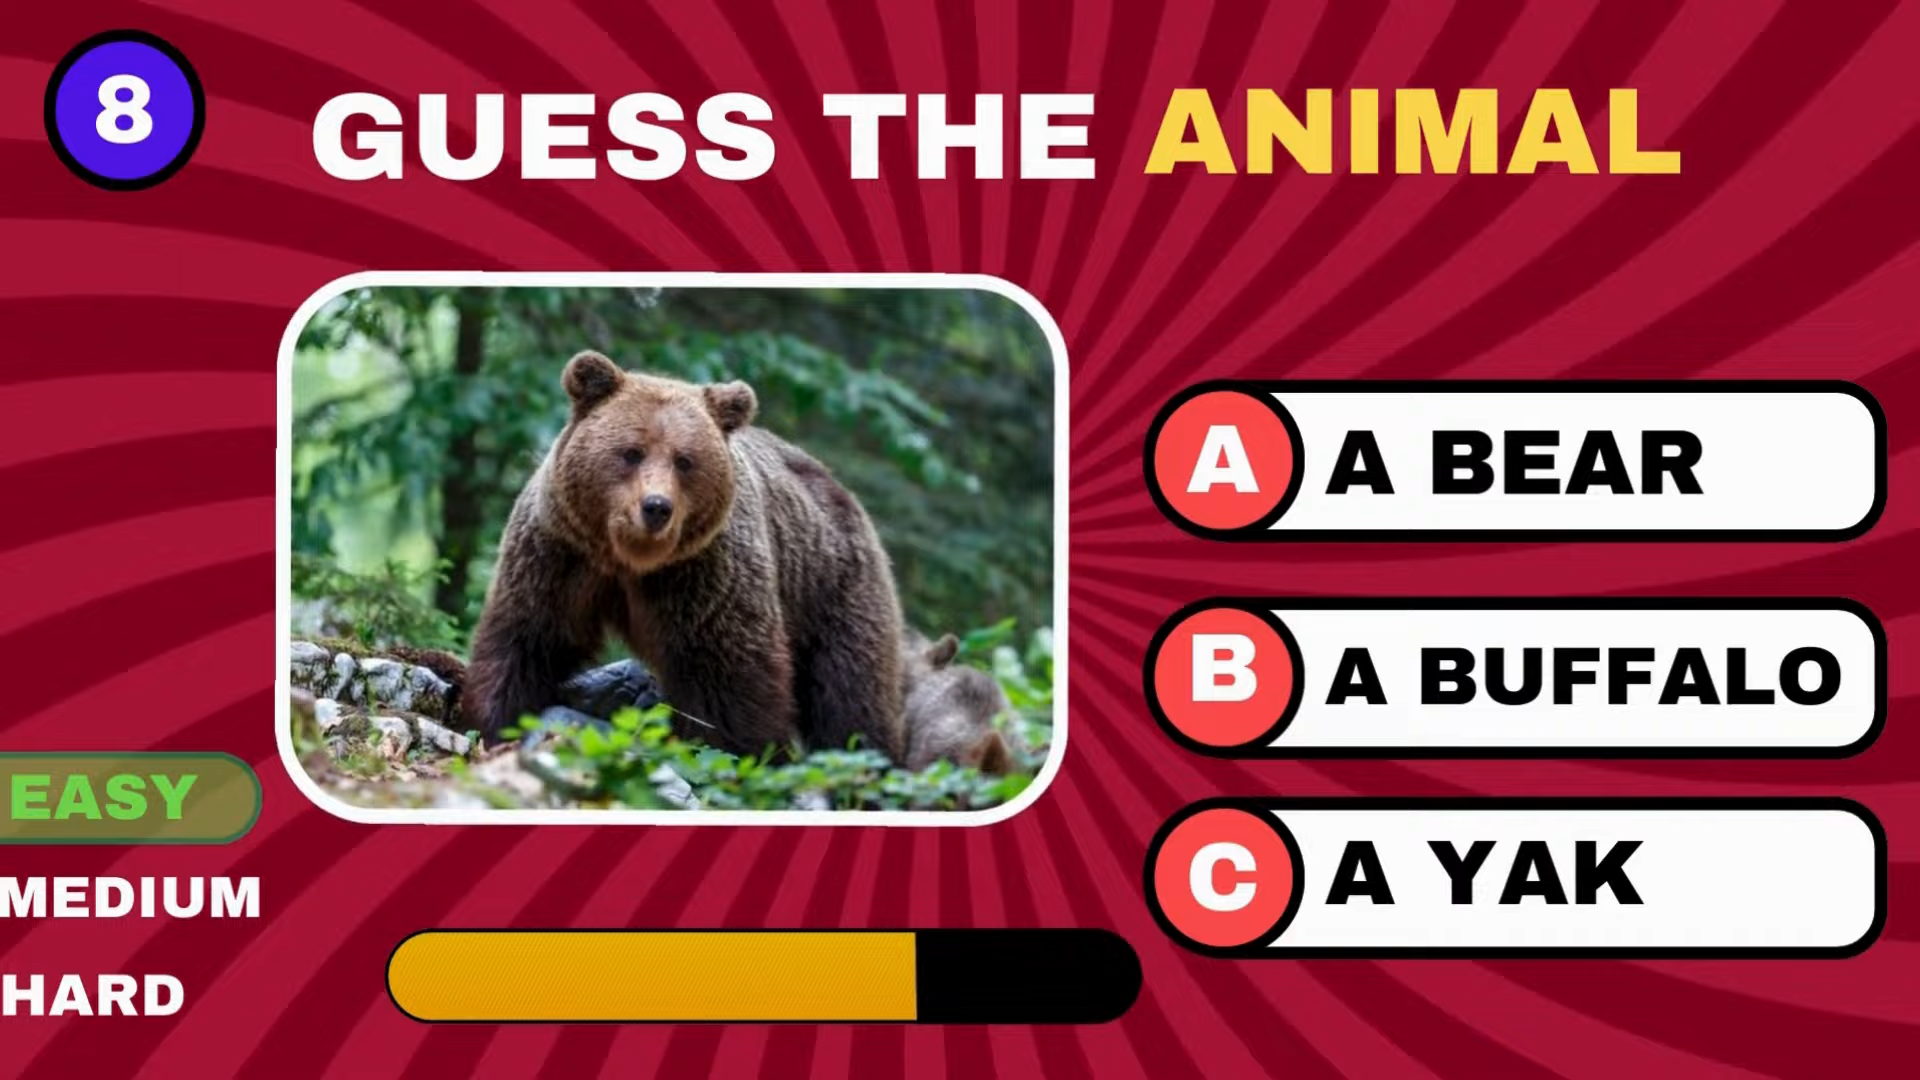 8
GUESS THE ANIMAL
A A BEAR
B A BUFFALO
C A YAK
EASY
MEDIUM
HARD